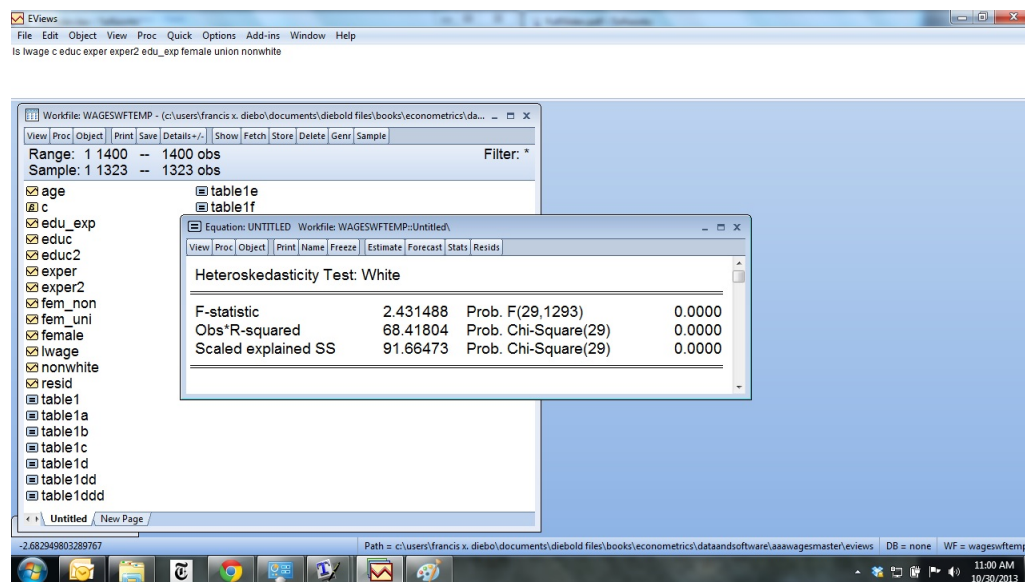 EViews
File Edit Object View Proc Quick Options Add-ins Window Help
ls lwage c educ exper exper2 edu_exp female union nonwhite
Workfile: WAGESWFTEMP - (c:\users\francis x. diebo\documents\diebold files\books\econometrics\da...
View Proc Object Print Save Details+/- Show Fetch Store Delete Genr Sample
Range: 1 1400 -- 1400 obs Filter: *
Sample: 1 1323 -- 1323 obs
age
c
edu_exp
educ
educ2
exper
exper2
fem_non
fem_uni
female
lwage
nonwhite
resid
table1
table1a
table1b
table1c
table1d
table1dd
table1ddd
table1e
table1f
Untitled New Page
Equation: UNTITLED Workfile: WAGESWFTEMP::Untitled\
View Proc Object Print Name Freeze Estimate Forecast Stats Resids
Heteroskedasticity Test: White
F-statistic 2.431488 Prob. F(29,1293) 0.0000
Obs*R-squared 68.41804 Prob. Chi-Square(29) 0.0000
Scaled explained SS 91.66473 Prob. Chi-Square(29) 0.0000
-2.682949803289767 Path = c:\users\francis x. diebo\documents\diebold files\books\econometrics\dataandsoftware\aaawagesmaster\eviews DB = none WF = wageswftemp
11:00 AM
10/30/2013